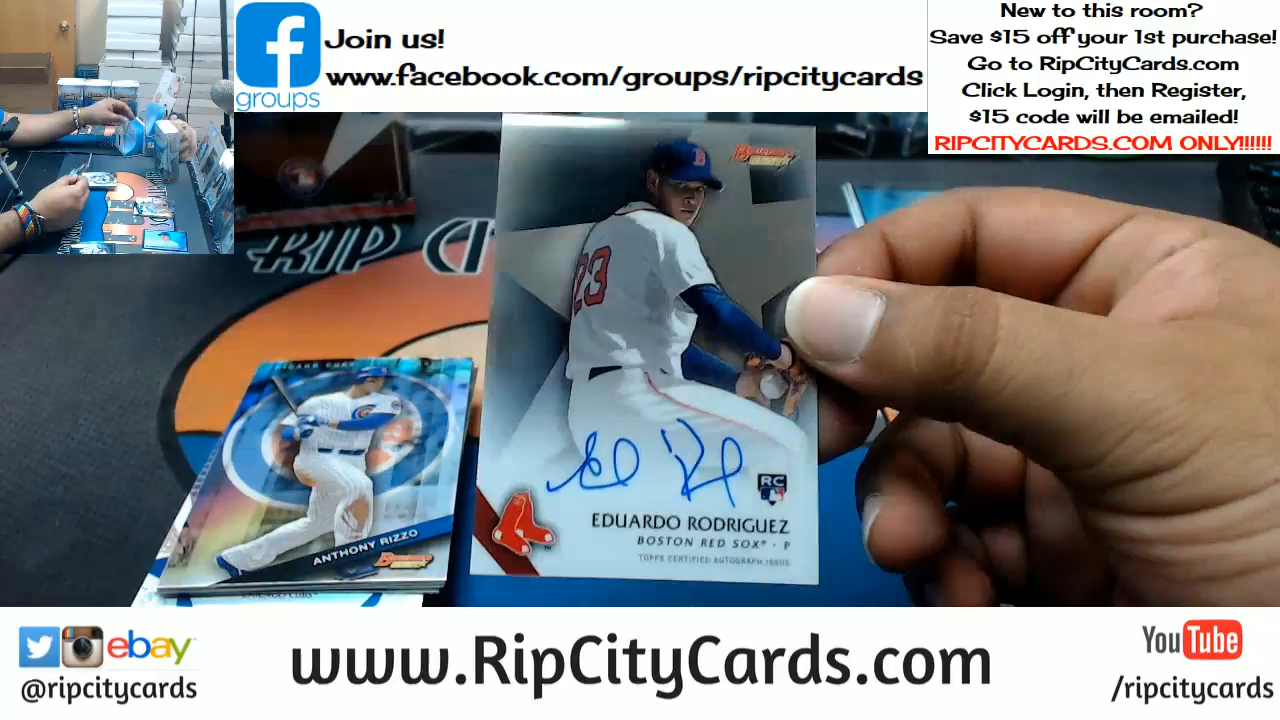 Join us!
www.facebook.com/groups/ripcitycards
groups
New to this room?
Save $15 off your 1st purchase!
Go to RipCityCards.com
Click Login, then Register,
$15 code will be emailed!
RIPCITYCARDS.COM ONLY!!!!!!
RIP
Bowman's
23
RC
EDUARDO RODRIGUEZ
BOSTON RED SOX · P
TOPPS CERTIFIED AUTOGRAPH ISSUE
ANTHONY RIZZO
Bowman's
ebay
@ripcitycards
www.RipCityCards.com
YouTube
/ripcitycards